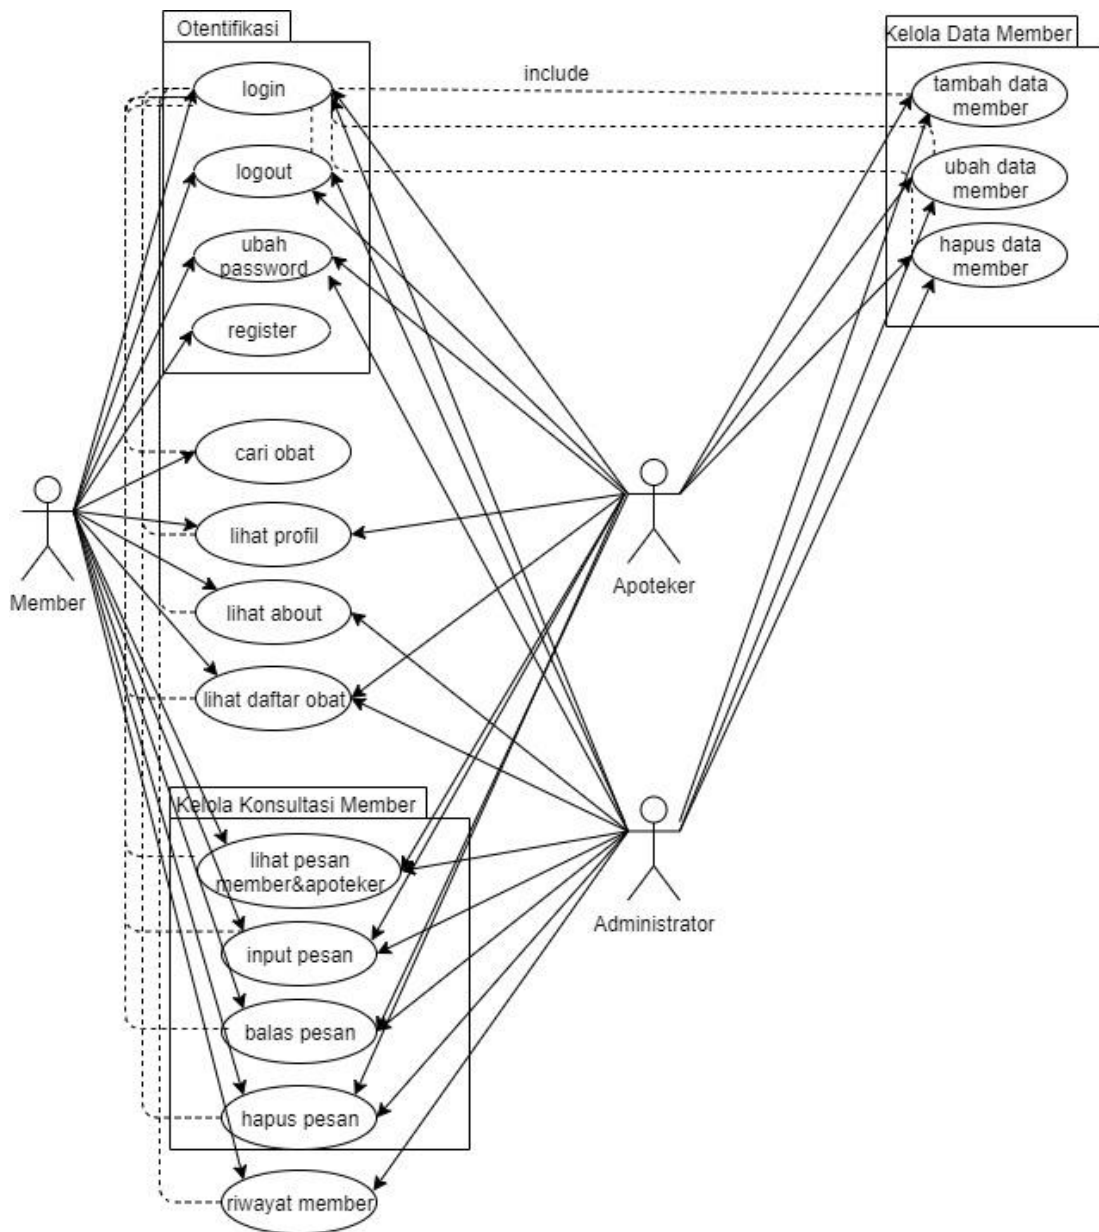 Otentifikasi
Kelola Data Member
login
include
tambah data
member
logout
ubah data
member
ubah
password
hapus data
member
register
cari obat
lihat profil
Member
Apoteker
lihat about
lihat daftar obat
Kelola Konsultasi Member
lihat pesan
member&apoteker
Administrator
input pesan
balas pesan
hapus pesan
riwayat member